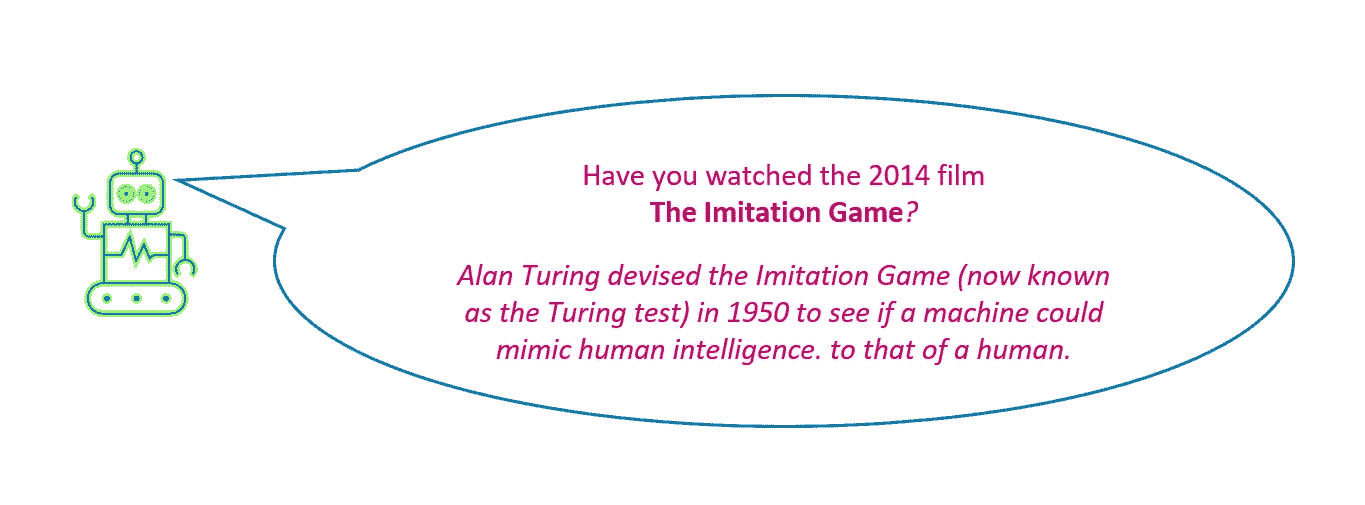 Have you watched the 2014 film
The Imitation Game?
Alan Turing devised the Imitation Game (now known
as the Turing test) in 1950 to see if a machine could
mimic human intelligence. to that of a human.